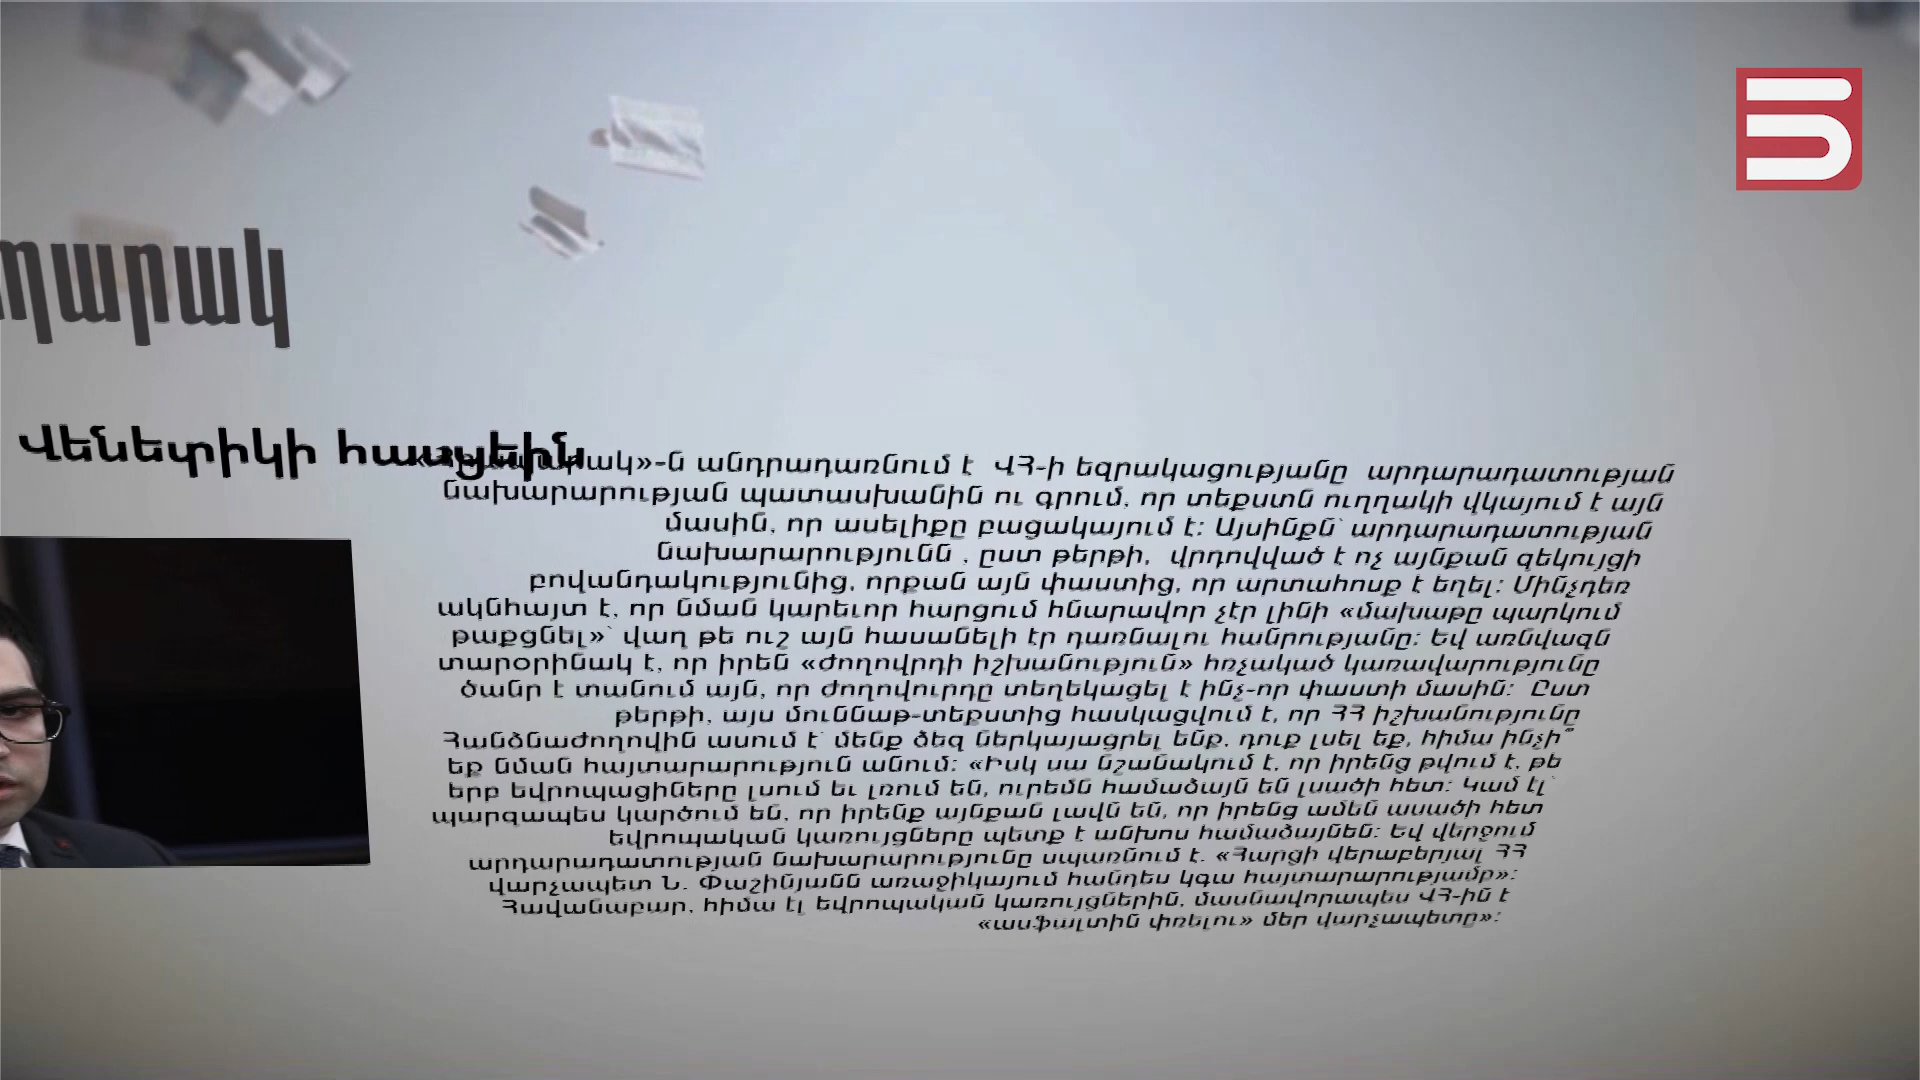 պարակ
Վենետիկի հասցեին
«Հրապարակ»-ն անդրադառնում է ՎՀ-ի եզրակացությանը արդարադատության
նախարարության պատասխանին ու գրում, որ տեքստն ուղղակի վկայում է այն
մասին, որ ասելիքը բացակայում է: Այսինքն՝ արդարադատության
նախարարությունն , ըստ թերթի, վրդովված է ոչ այնքան զեկույցի
բովանդակությունից, որքան այն փաստից, որ արտահոսք է եղել: Մինչդեռ
ակնհայտ է, որ նման կարեւոր հարցում հնարավոր չէր լինի «մախաթը պարկում
թաքցնել»՝ վաղ թե ուշ այն հասանելի էր դառնալու հանրությանը: Եվ առնվազն
տարօրինակ է, որ իրեն «ժողովրդի իշխանություն» հռչակած կառավարությունը
ծանր է տանում այն, որ ժողովուրդը տեղեկացել է ինչ-որ փաստի մասին: Ըստ
թերթի, այս մուննաթ-տեքստից հասկացվում է, որ ՀՀ իշխանությունը
Հանձնաժողովին ասում է՝ մենք ձեզ ներկայացրել ենք, դուք լսել եք, հիմա ինչի՞
եք նման հայտարարություն անում: «Իսկ սա նշանակում է, որ իրենց թվում է, թե
երբ եվրոպացիները լսում եւ լռում են, ուրեմն համաձայն են լսածի հետ: Կամ էլ՝
պարզապես կարծում են, որ իրենք այնքան լավն են, որ իրենց ամեն ասածի հետ
եվրոպական կառույցները պետք է անխոս համաձայնեն: Եվ վերջում
արդարադատության նախարարությունը սպառնում է. «Հարցի վերաբերյալ ՀՀ
վարչապետ Ն. Փաշինյանն առաջիկայում հանդես կգա հայտարարությամբ»:
Հավանաբար, հիմա էլ եվրոպական կառույցներին, մասնավորապես ՎՀ-ին է
«ասֆալտին փռելու» մեր վարչապետը»: